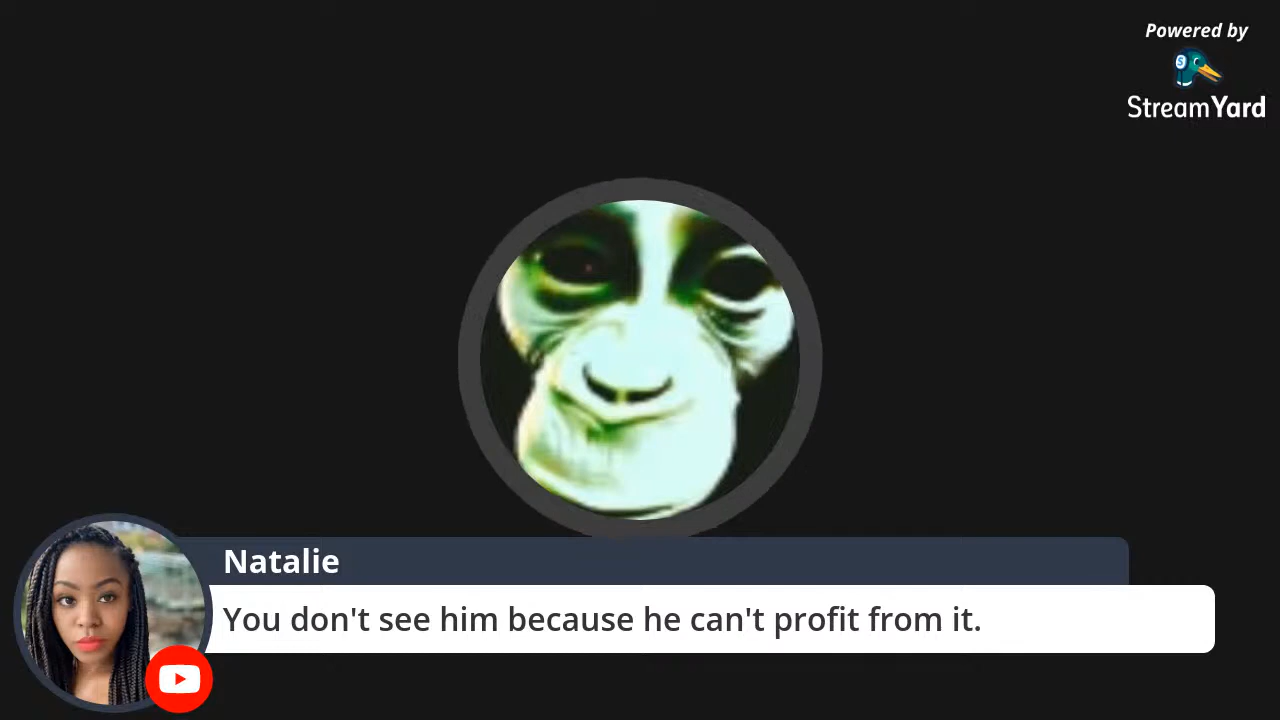 Powered by
StreamYard
Natalie
You don't see him because he can't profit from it.